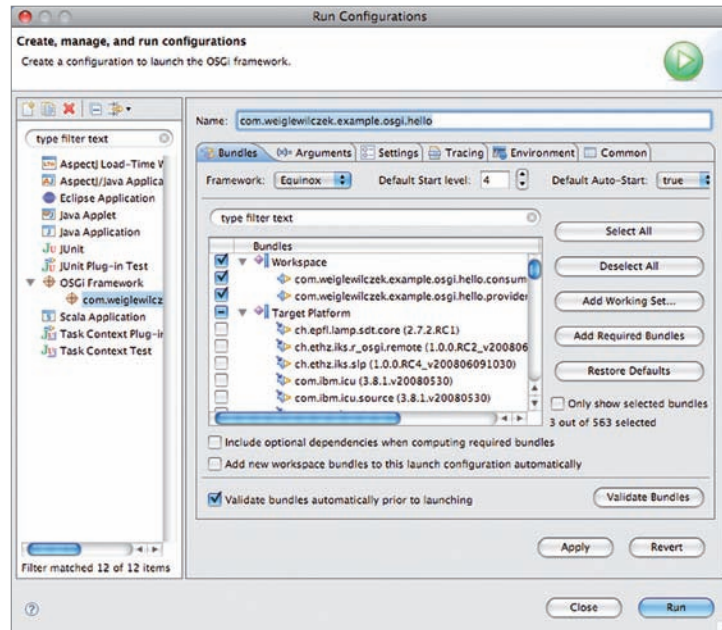 Run Configurations
Create, manage, and run configurations
Create a configuration to launch the OSGi framework.
type filter text
AspectJ Load-Time W
AspectJ/Java Applica
Eclipse Application
Java Applet
Java Application
JUnit
JUnit Plug-in Test
OSGi Framework
com.weiglewilcz
Scala Application
Task Context Plug-in
Task Context Test
Filter matched 12 of 12 items
Name: com.weiglewilczek.example.osgi.hello
Bundles Arguments Settings Tracing Environment Common
Framework: Equinox Default Start level: 4 Default Auto-Start: true
type filter text
Bundles
Workspace
com.weiglewilczek.example.osgi.hello.consum
com.weiglewilczek.example.osgi.hello.provider
Target Platform
ch.epfl.lamp.sdt.core (2.7.2.RC1)
ch.ethz.iks.r_osgi.remote (1.0.0.RC2_v200806
ch.ethz.iks.slp (1.0.0.RC4_v200806091030)
com.ibm.icu (3.8.1.v20080530)
com.ibm.icu.source (3.8.1.v20080530)
Select All
Deselect All
Add Working Set...
Add Required Bundles
Restore Defaults
Only show selected bundles
3 out of 563 selected
Include optional dependencies when computing required bundles
Add new workspace bundles to this launch configuration automatically
Validate bundles automatically prior to launching
Validate Bundles
Apply Revert
Close Run